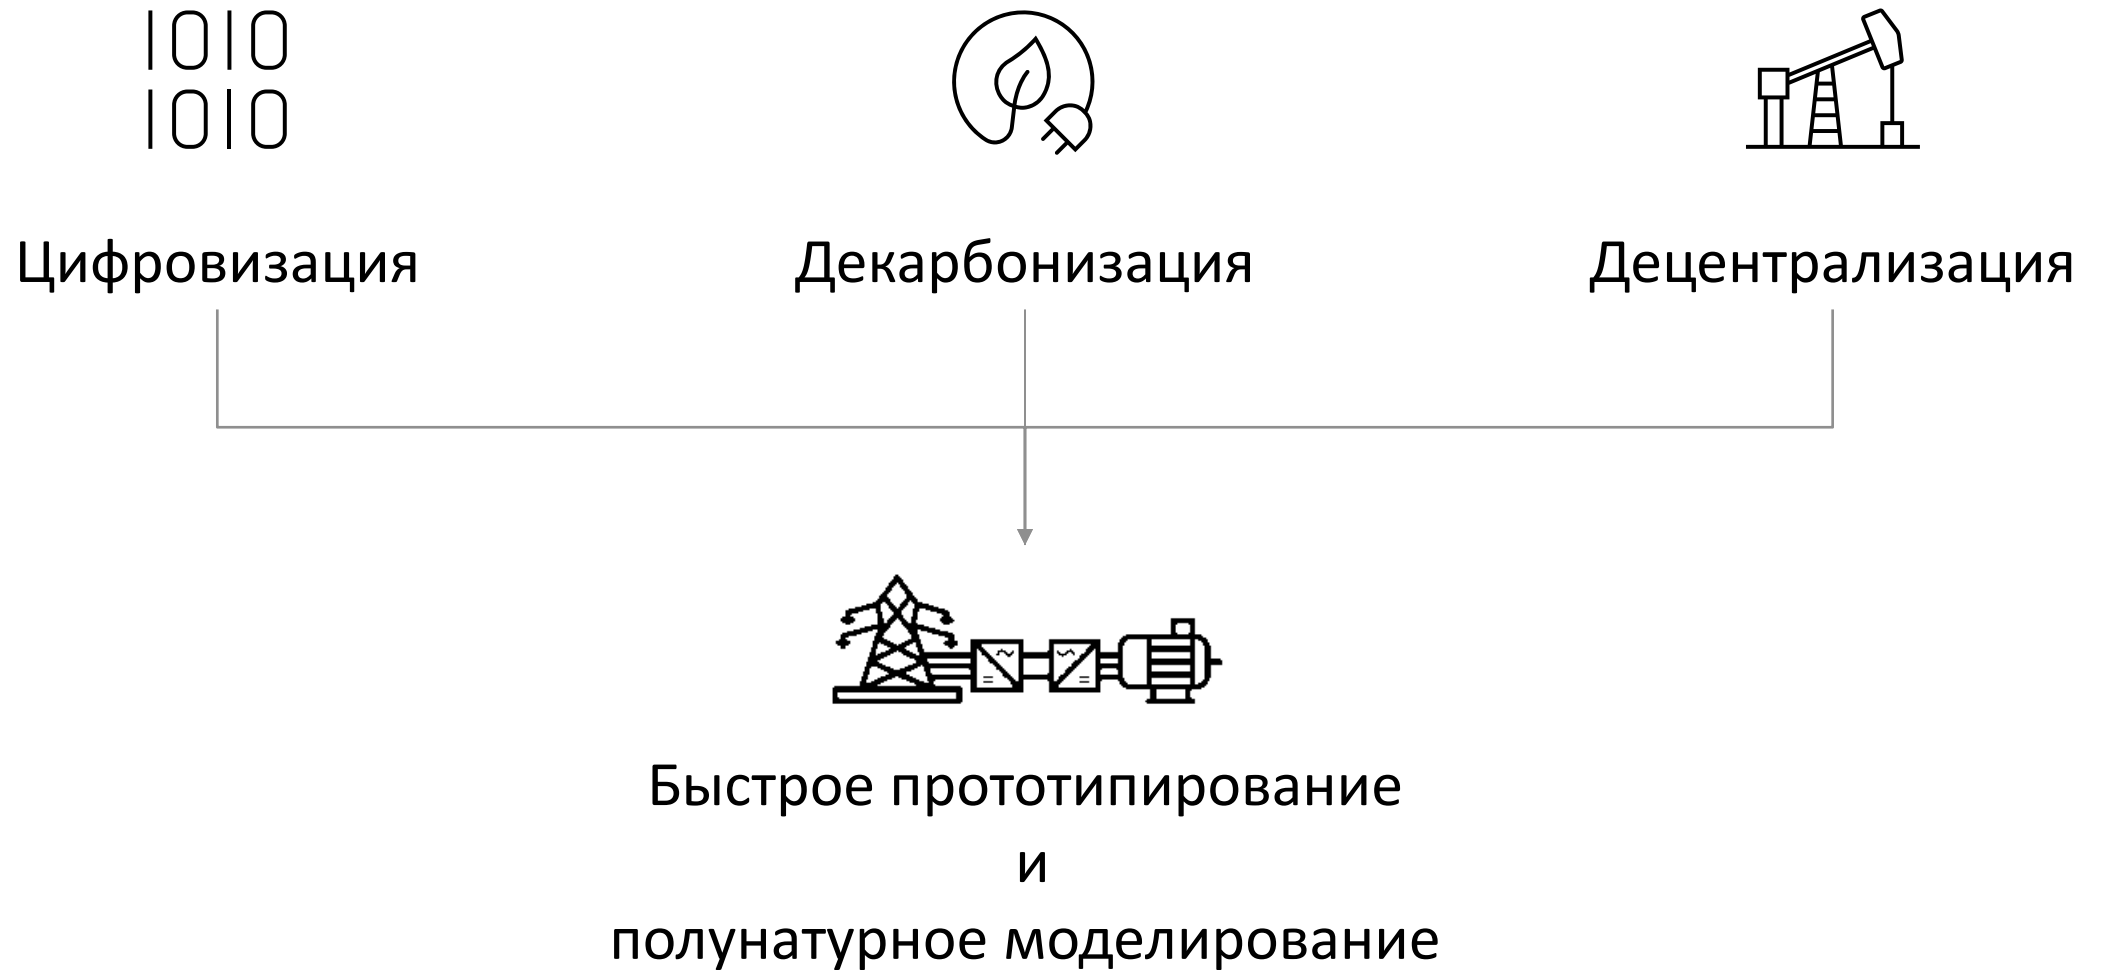 1010
1010
Цифровизация
Декарбонизация
Децентрализация
Быстрое прототипирование
и
полунатурное моделирование